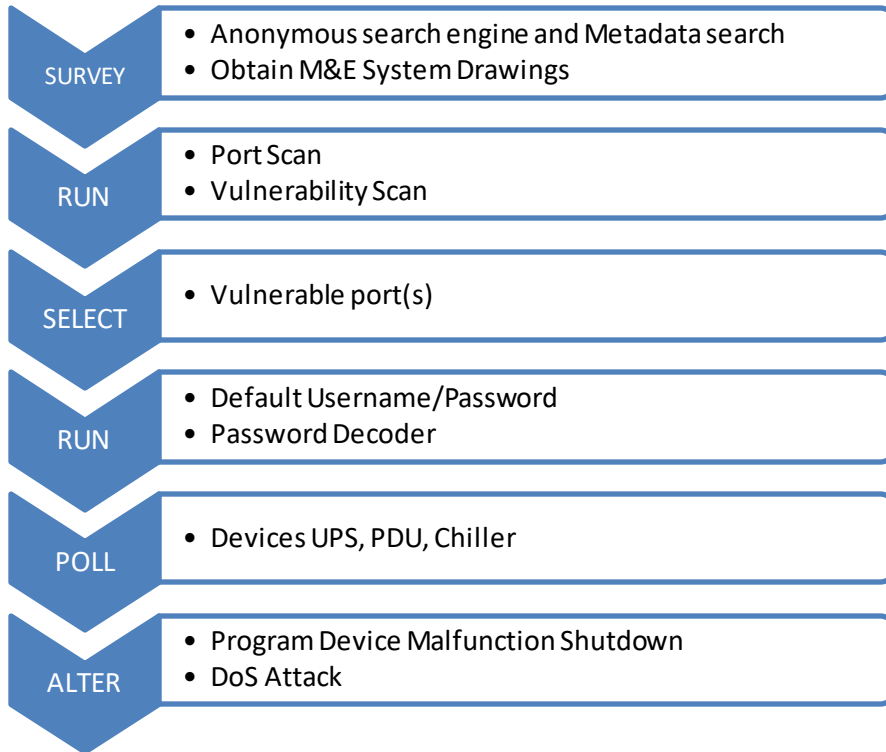 SURVEY
• Anonymous search engine and Metadata search
• Obtain M&E System Drawings
RUN
• Port Scan
• Vulnerability Scan
SELECT
• Vulnerable port(s)
RUN
• Default Username/Password
• Password Decoder
POLL
• Devices UPS, PDU, Chiller
ALTER
• Program Device Malfunction Shutdown
• DoS Attack